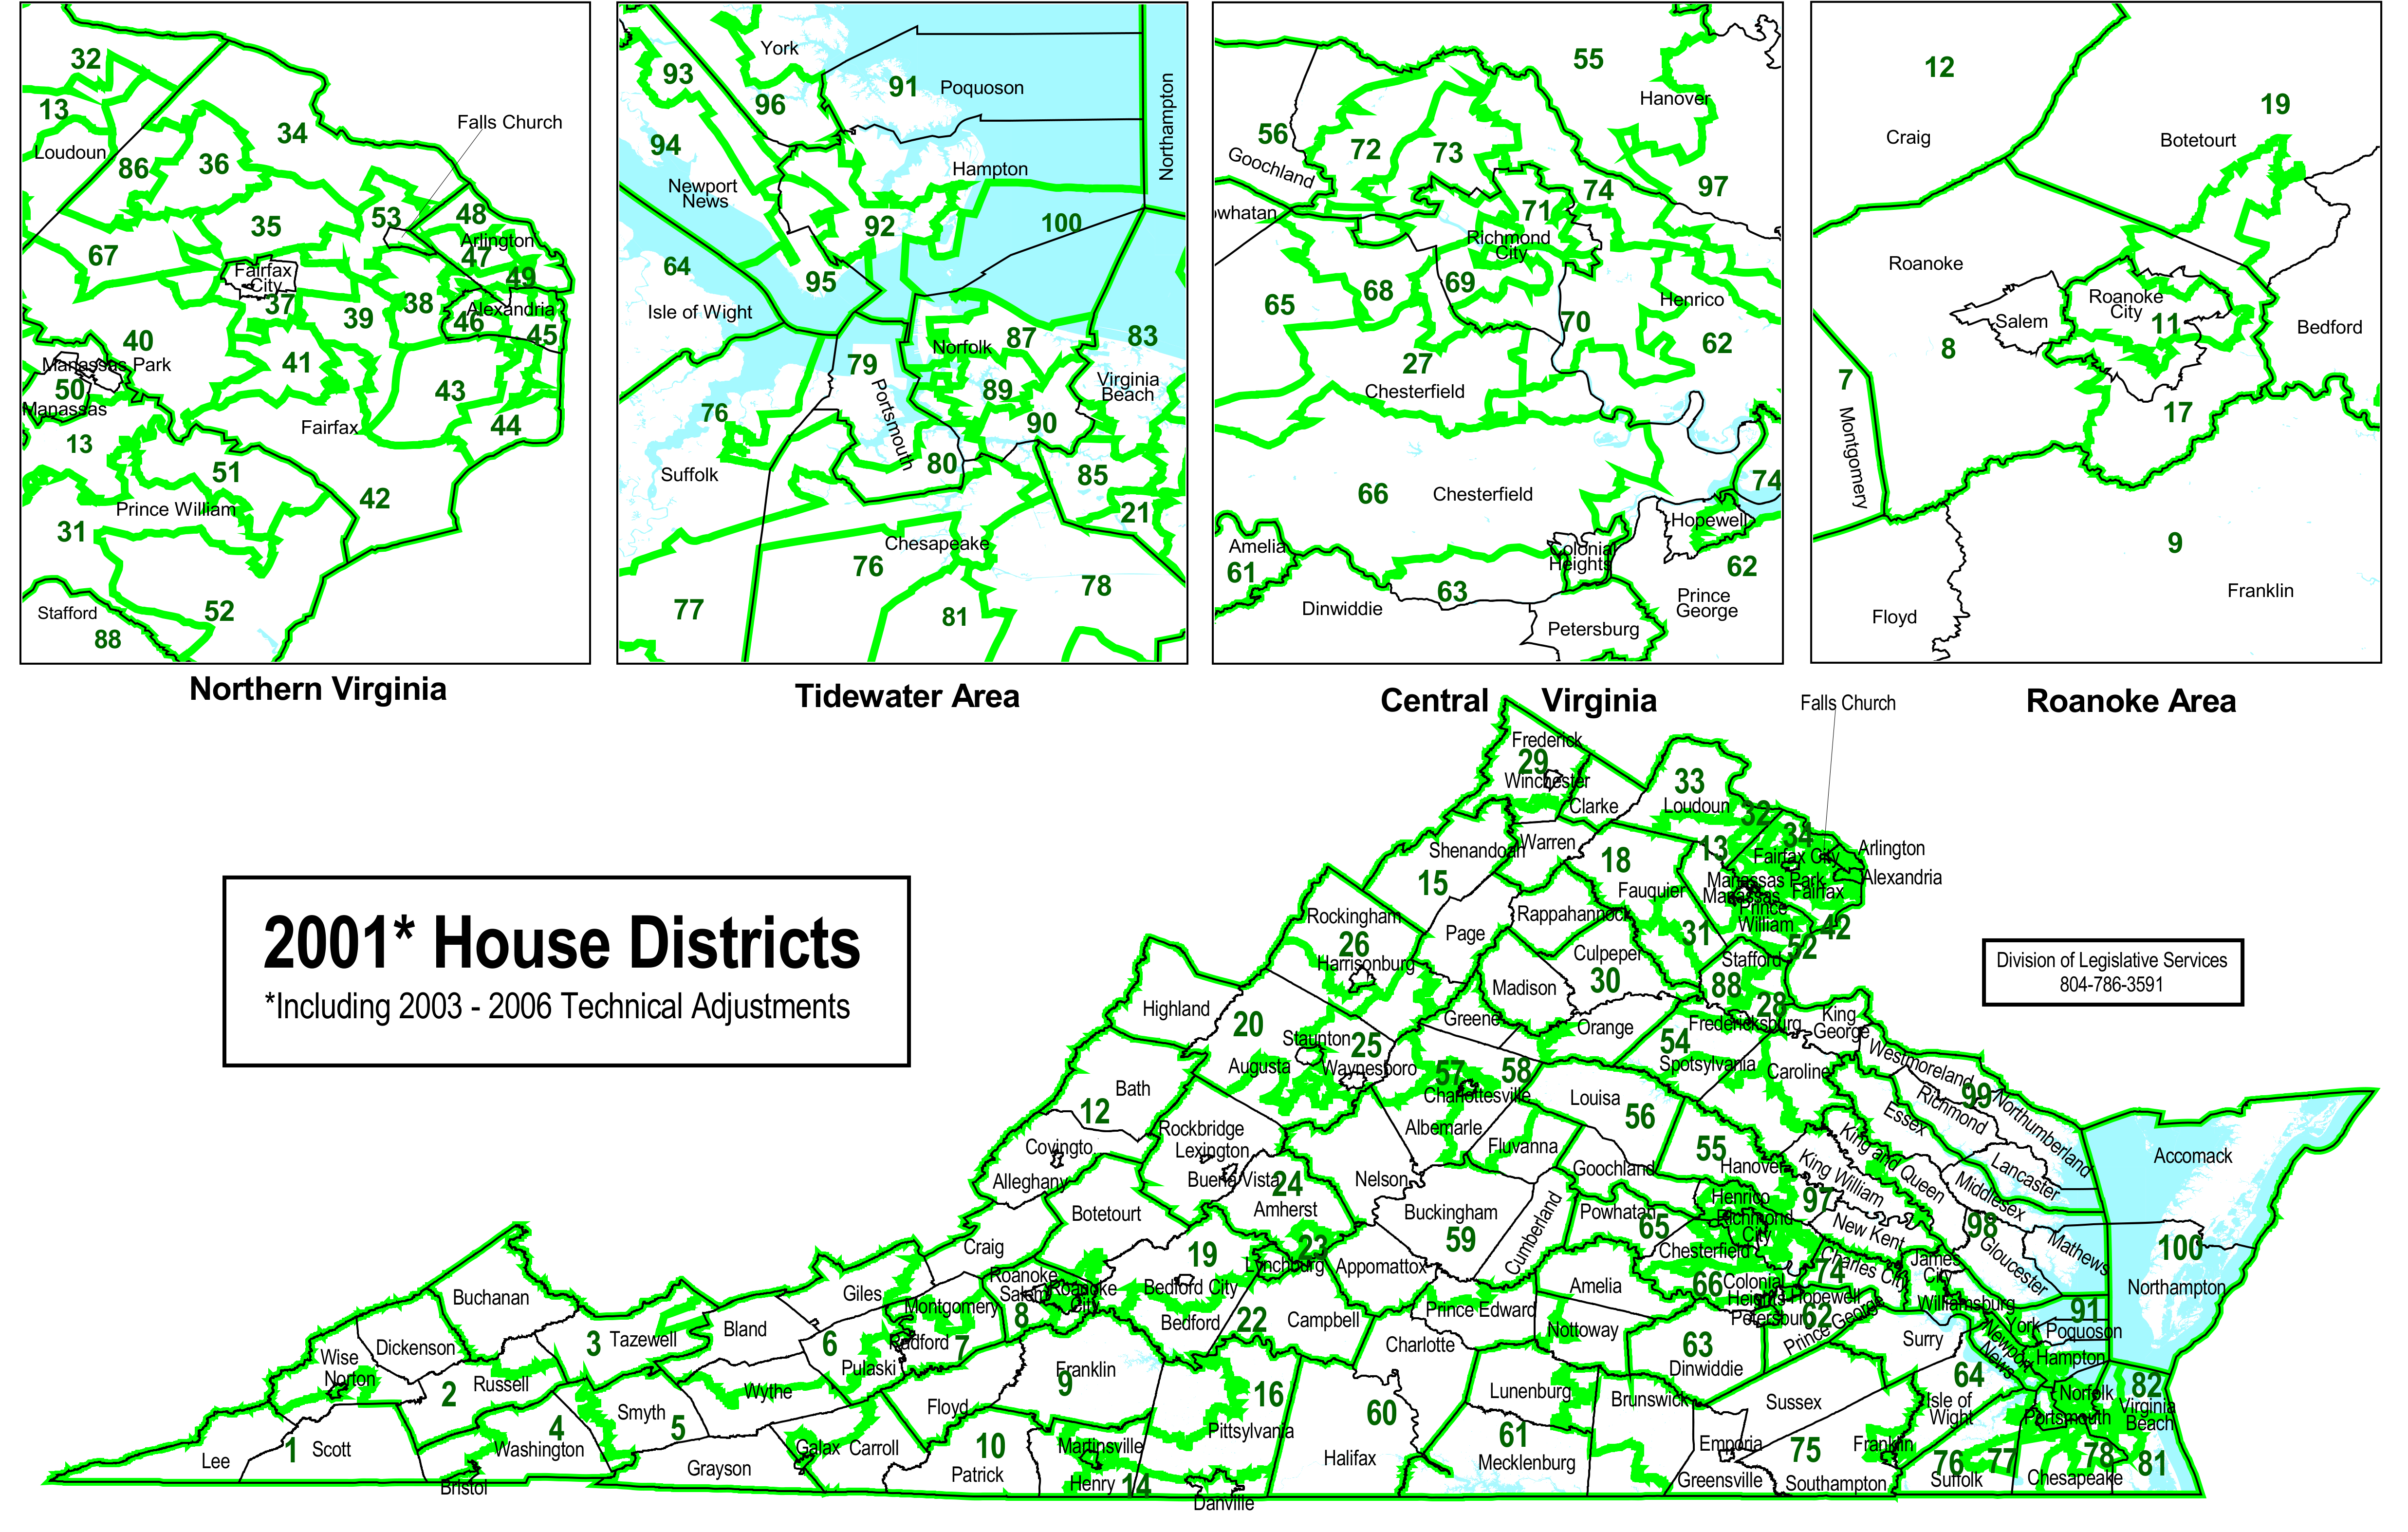 32
13
Loudoun
86
36
34
Falls Church
67
35
53
48
Arlington
47
49
Fairfax
City
37
39
38
Alexandria
46
45
40
Manassas Park
50
Manassas
41
43
44
Fairfax
13
51
Prince William
42
31
Stafford
88
52
Northern Virginia
York
93
96
91
Poquoson
Northampton
94
Hampton
Newport
News
92
100
64
95
Isle of Wight
87
83
Norfolk
79
Portsmouth
Virginia
Beach
89
76
90
Suffolk
80
85
21
Chesapeake
76
78
77
81
Tidewater Area
55
Hanover
56
Goochland
72
73
74
97
owhatan
71
Richmond
City
65
68
69
Henrico
70
62
27
Chesterfield
66
Chesterfield
74
Hopewell
Amelia
61
Colonial
Heights
62
63
Dinwiddie
Prince
George
Petersburg
Central Virginia
12
19
Craig
Botetourt
Roanoke
Roanoke
City
11
Salem
Bedford
8
7
Montgomery
17
9
Franklin
Floyd
Roanoke Area
2001* House Districts
*Including 2003 - 2006 Technical Adjustments
Division of Legislative Services
804-786-3591
Falls Church
Frederick
29
Winchester
Clarke
33
Loudoun
32
34
Arlington
Fairfax City
Alexandria
13
Manassas Park
Manassas
Fairfax
Prince
William
42
52
Warren
Shenandoah
15
18
Fauquier
31
Rockingham
26
Harrisonburg
Page
Rappahannock
Culpeper
30
Madison
Stafford
88
28
Fredericksburg
King
George
Highland
20
Staunton
25
Augusta
Waynesboro
Greene
Orange
54
Spotsylvania
Caroline
Westmoreland
99
Northumberland
Richmond
Essex
57
58
Charlottesville
Louisa
56
Bath
12
Covingto
Alleghany
Rockbridge
Lexington
Buena Vista
24
Amherst
Albemarle
Fluvanna
Nelson
Goochland
55
Hanover
King and Queen
King William
Lancaster
Middlesex
Accomack
Botetourt
Buckingham
59
Cumberland
Powhatan
65
Henrico
Richmond
City
97
New Kent
98
Gloucester
Mathews
100
Northampton
Craig
19
Bedford City
Bedford
23
Lynchburg
Appomattox
Chesterfield
66
Colonial
Heights
Hopewell
74
Charles City
James
City
Williamsburg
Amelia
Petersburg
62
Prince George
Roanoke
Salem
Roanoke
City
8
Giles
Montgomery
Radford
7
22
Campbell
Prince Edward
Nottoway
Charlotte
63
Dinwiddie
Surry
York
91
Poquoson
Newport
News
Hampton
Buchanan
Dickenson
3
Tazewell
Bland
6
Pulaski
Wise
Norton
2
Russell
Wythe
Franklin
9
16
Pittsylvania
60
Halifax
Lunenburg
61
Mecklenburg
Brunswick
Sussex
64
Isle of
Wight
Norfolk
Portsmouth
82
Virginia
Beach
Smyth
5
4
Washington
Lee
1
Scott
Bristol
Grayson
Galax
Carroll
Floyd
10
Patrick
Martinsville
Henry
14
Danville
Emporia
Greensville
75
Southampton
Franklin
76
Suffolk
77
78
Chesapeake
81